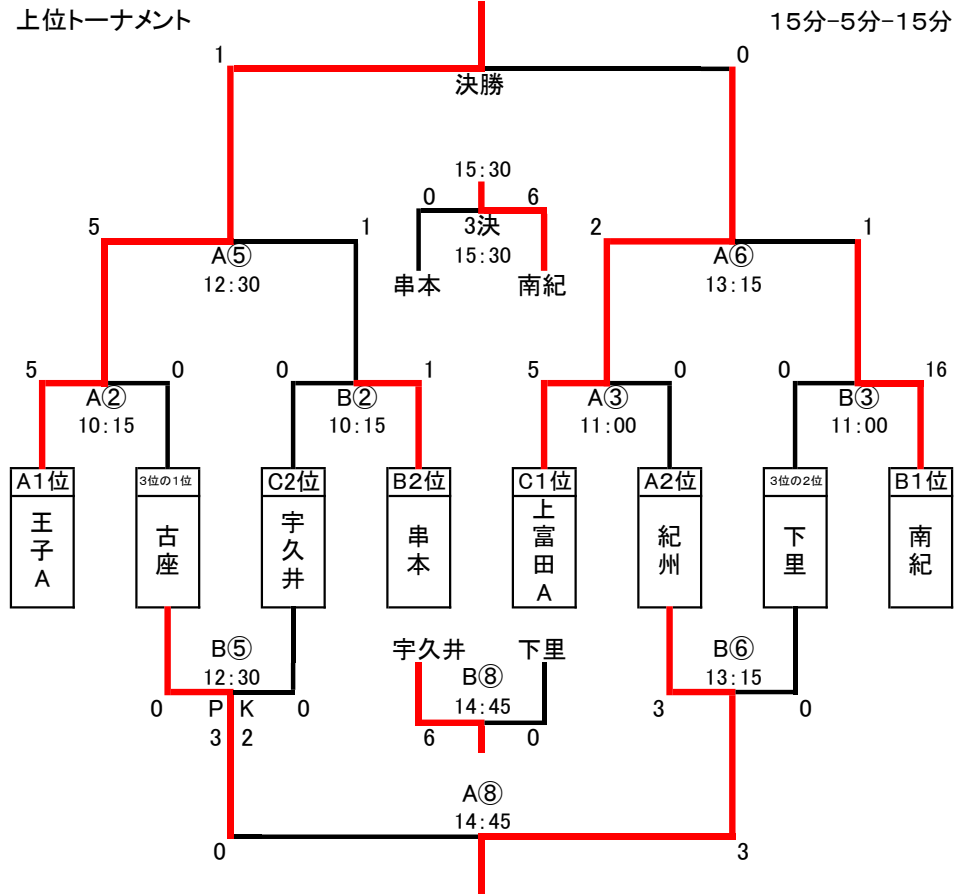 上位トーナメント
15分-5分-15分
1
0
決勝
15:30
0
6
3決
15:30
串本
南紀
5
1
A⑤
12:30
2
1
A⑥
13:15
5
0
A②
10:15
0
1
B②
10:15
5
0
A③
11:00
0
16
B③
11:00
A1位
3位の1位
C2位
B2位
C1位
A2位
3位の2位
B1位
王子A
古座
宇久井
串本
上富田A
紀州
下里
南紀
B⑤
12:30
0
PK
0
3
2
宇久井
下里
B⑧
14:45
6
0
B⑥
13:15
3
0
A⑧
14:45
0
3